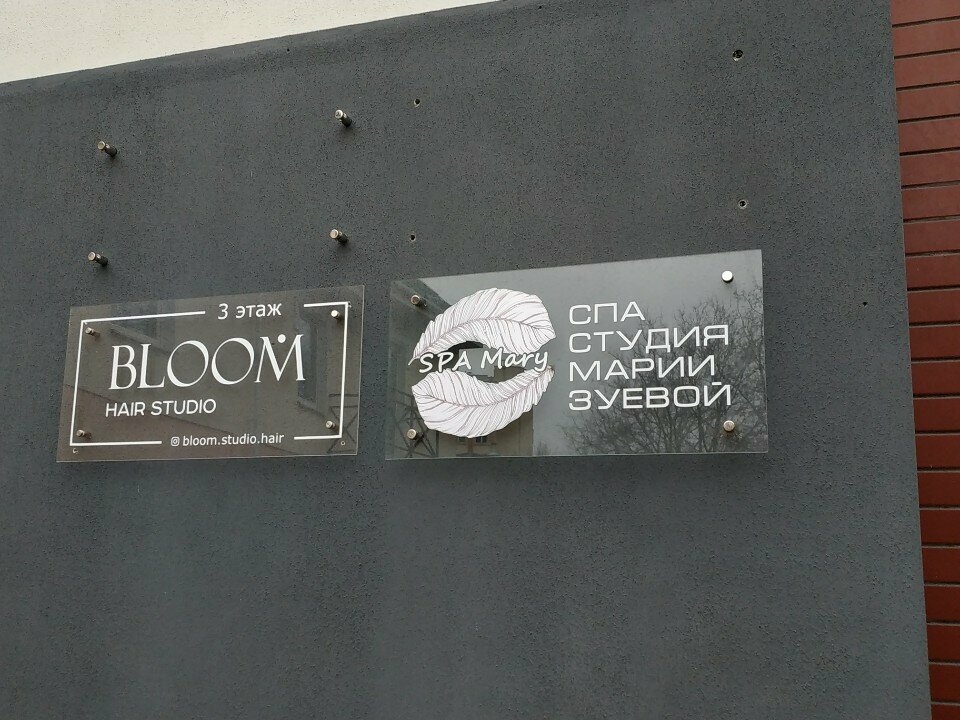 3 этаж
BLOOM
HAIR STUDIO
bloom.studio.hair
SPA Mary
СПА
СТУДИЯ
МАРИИ
ЗУЕВОЙ